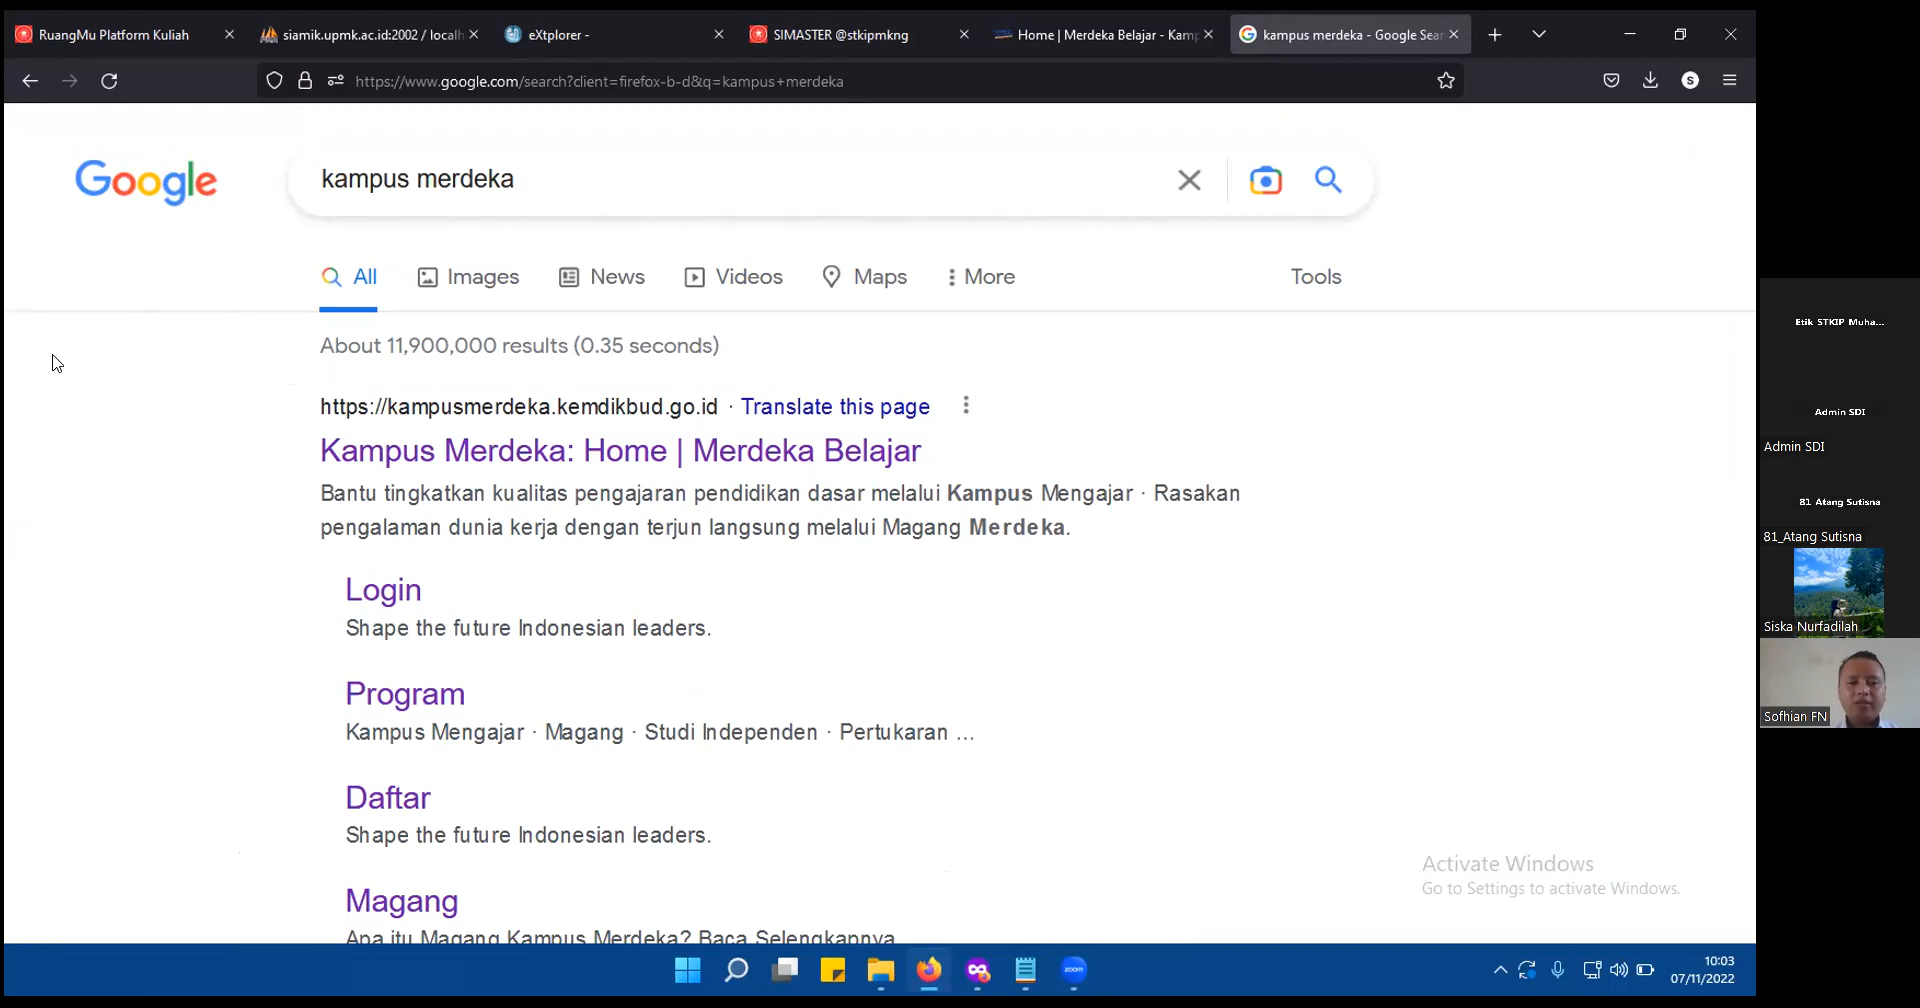 RuangMu Platform Kuliah
siamik.upmk.ac.id:2002 / localh
eXtplorer -
SIMASTER @stkipmkng
Home | Merdeka Belajar - Kamp
kampus merdeka - Google Sear
https://www.google.com/search?client=firefox-b-d&q=kampus+merdeka
S
Google
kampus merdeka
All
Images
News
Videos
Maps
More
Tools
About 11,900,000 results (0.35 seconds)
https://kampusmerdeka.kemdikbud.go.id · Translate this page
Kampus Merdeka: Home | Merdeka Belajar
Bantu tingkatkan kualitas pengajaran pendidikan dasar melalui Kampus Mengajar · Rasakan
pengalaman dunia kerja dengan terjun langsung melalui Magang Merdeka.
Login
Shape the future Indonesian leaders.
Program
Kampus Mengajar · Magang · Studi Independen · Pertukaran ...
Daftar
Shape the future Indonesian leaders.
Magang
Apa itu Magang Kampus Merdeka? Baca Selengkapnya
Activate Windows
Go to Settings to activate Windows.
zoom
10:03
07/11/2022
Etik STKIP Muha...
Admin SDI
Admin SDI
81 Atang Sutisna
81_Atang Sutisna
Siska Nurfadilah
Sofhian FN